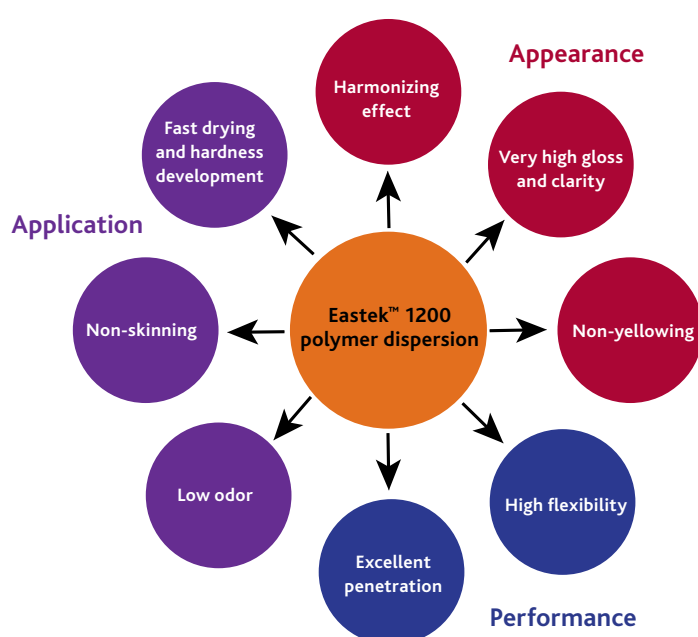 Appearance
Harmonizing
effect
Very high gloss
and clarity
Non-yellowing
High flexibility
Performance
Excellent
penetration
Low odor
Non-skinning
Application
Fast drying
and hardness
development
Eastek™ 1200
polymer dispersion